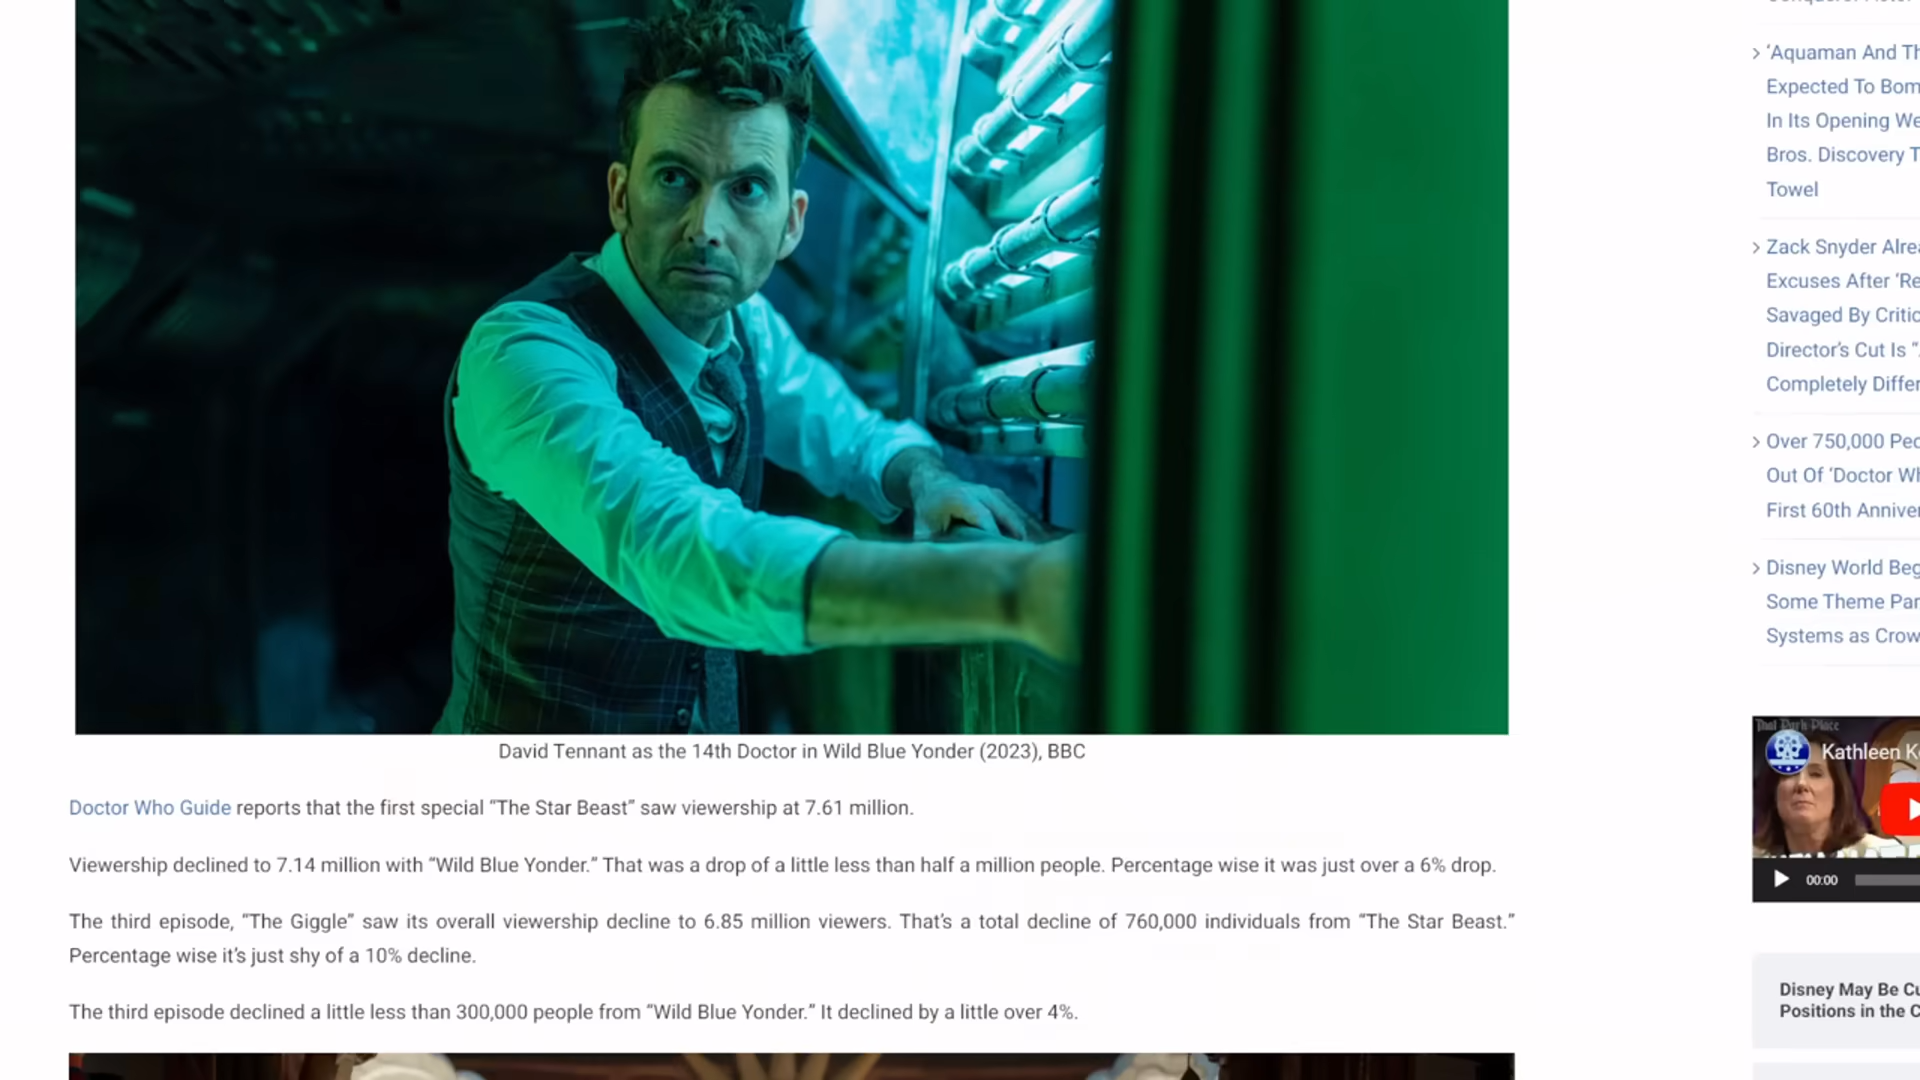 David Tennant as the 14th Doctor in Wild Blue Yonder (2023), BBC
Doctor Who Guide reports that the first special “The Star Beast” saw viewership at 7.61 million.
Viewership declined to 7.14 million with “Wild Blue Yonder.” That was a drop of a little less than half a million people. Percentage wise it was just over a 6% drop.
The third episode, “The Giggle” saw its overall viewership decline to 6.85 million viewers. That’s a total decline of 760,000 individuals from “The Star Beast.”
Percentage wise it’s just shy of a 10% decline.
The third episode declined a little less than 300,000 people from “Wild Blue Yonder.” It declined by a little over 4%.
‘Aquaman And Th
Expected To Bom
In Its Opening We
Bros. Discovery T
Towel
Zack Snyder Alrea
Excuses After ‘Re
Savaged By Critic
Director’s Cut Is “
Completely Differ
Over 750,000 Peo
Out Of ‘Doctor Wh
First 60th Anniver
Disney World Beg
Some Theme Par
Systems as Crow
That Park Place
Kathleen Ke
00:00
Disney May Be Cu
Positions in the C